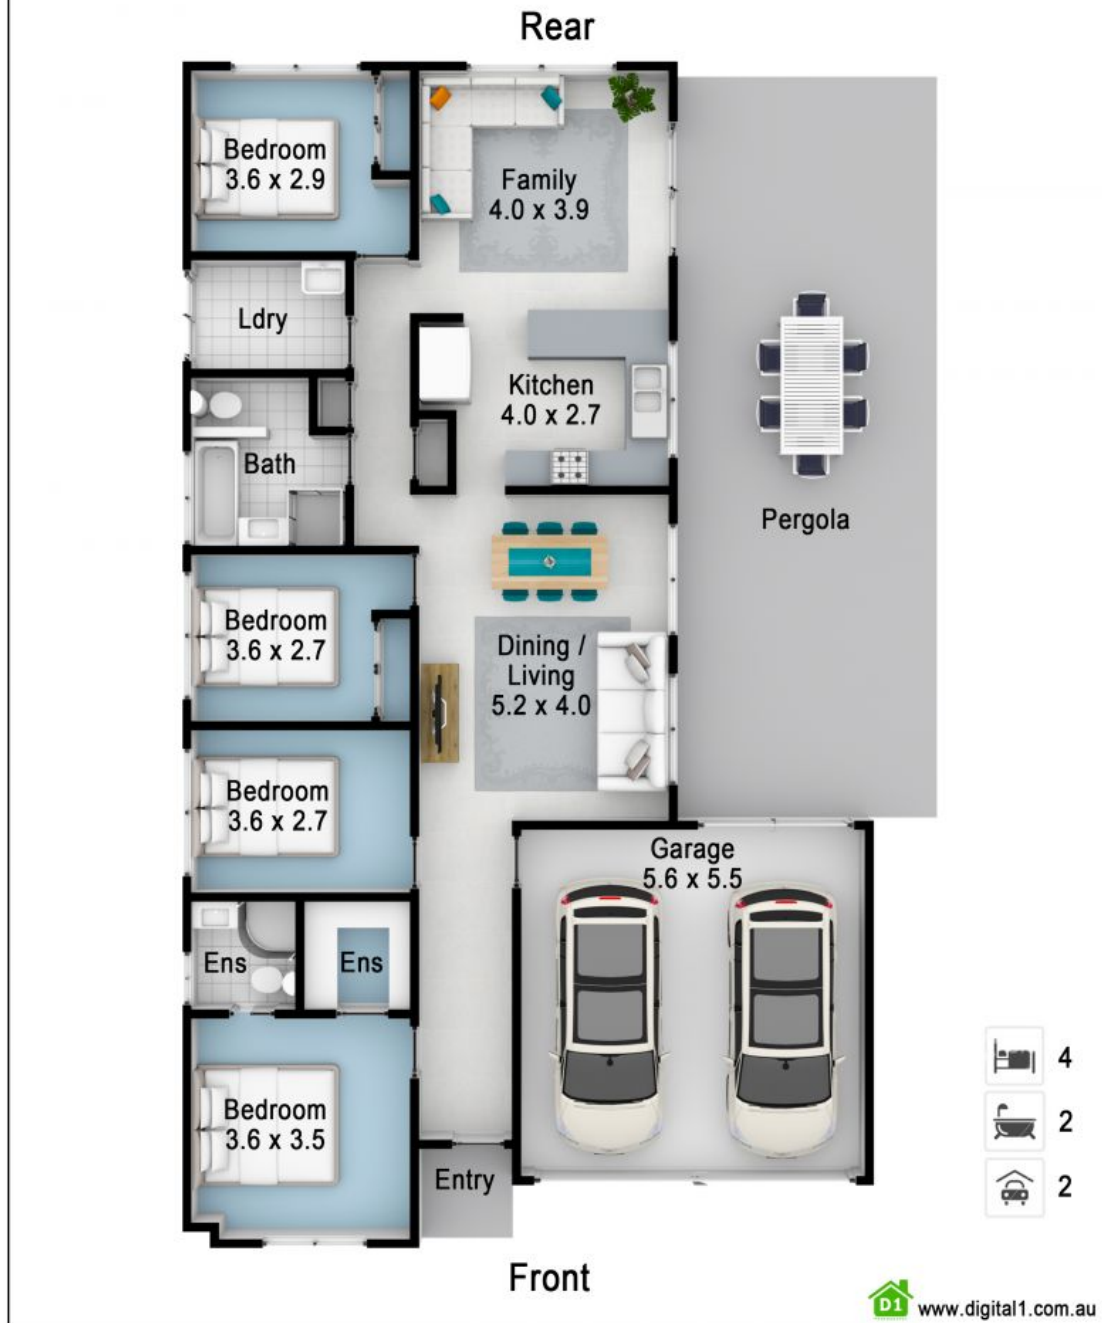 Rear
Bedroom
3.6 x 2.9
Family
4.0 x 3.9
Ldry
Kitchen
4.0 x 2.7
Bath
Pergola
Bedroom
3.6 x 2.7
Dining /
Living
5.2 x 4.0
Bedroom
3.6 x 2.7
Garage
5.6 x 5.5
Ens
Ens
Bedroom
3.6 x 3.5
Entry
4
2
2
Front
D1 www.digital1.com.au